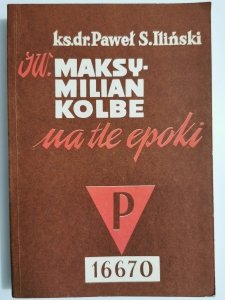 ks.dr. Paweł S. Iliński
św. MAKSY-
MILIAN
KOLBE
na tle epoki
P
16670